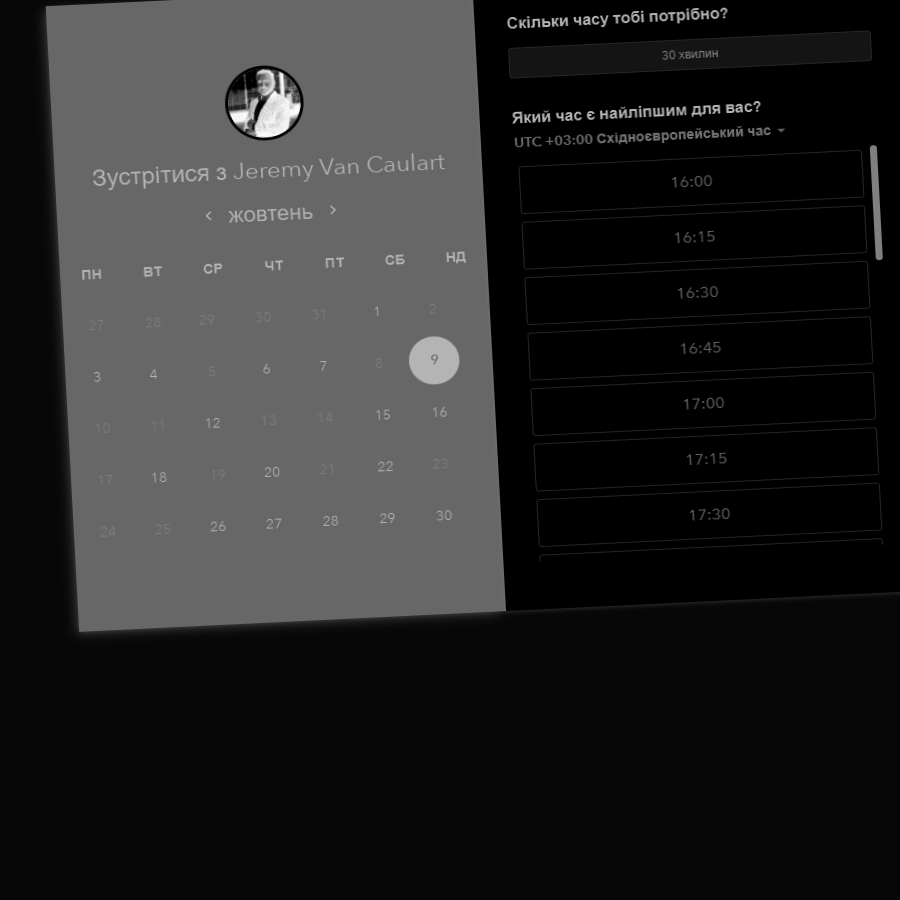 Зустрітися з Jeremy Van Caulart
жовтень
ПН ВТ СР ЧТ ПТ СБ НД
27 28 29 30 31 1 2
3 4 5 6 7 8 9
10 11 12 13 14 15 16
17 18 19 20 21 22 23
24 25 26 27 28 29 30
Скільки часу тобі потрібно?
30 хвилин
Який час є найліпшим для вас?
UTC +03:00 Східноєвропейський час
16:00
16:15
16:30
16:45
17:00
17:15
17:30